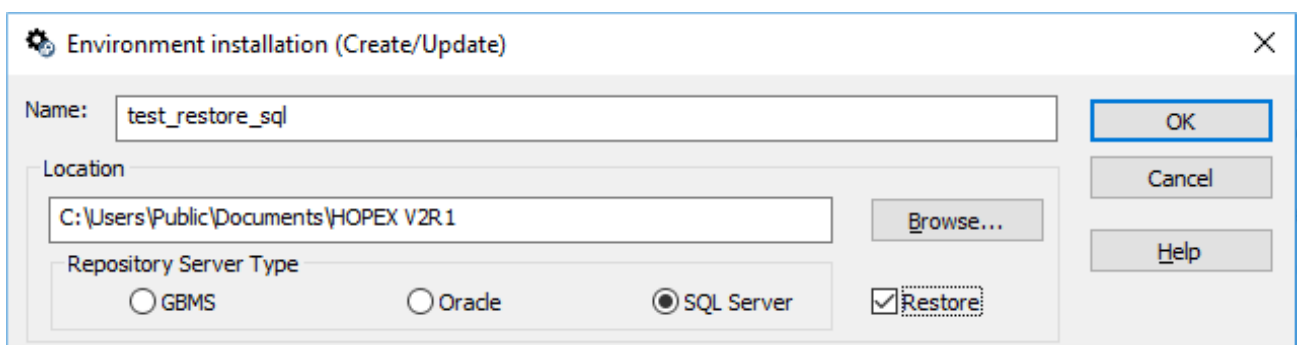 Environment installation (Create/Update)
Name: test_restore_sql
OK
Location
Cancel
C:\Users\Public\Documents\HOPEX V2R1 Browse...
Help
Repository Server Type
GBMS Oracle SQL Server Restore